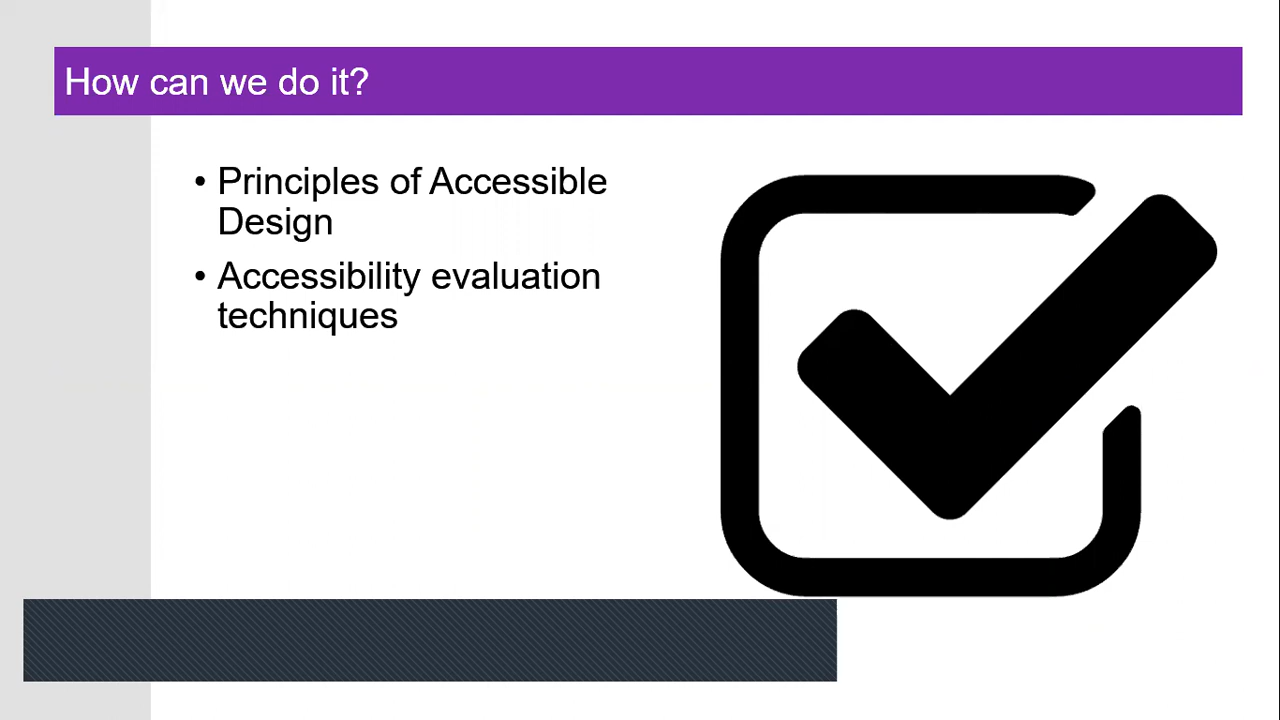 How can we do it?
• Principles of Accessible
Design
• Accessibility evaluation
techniques